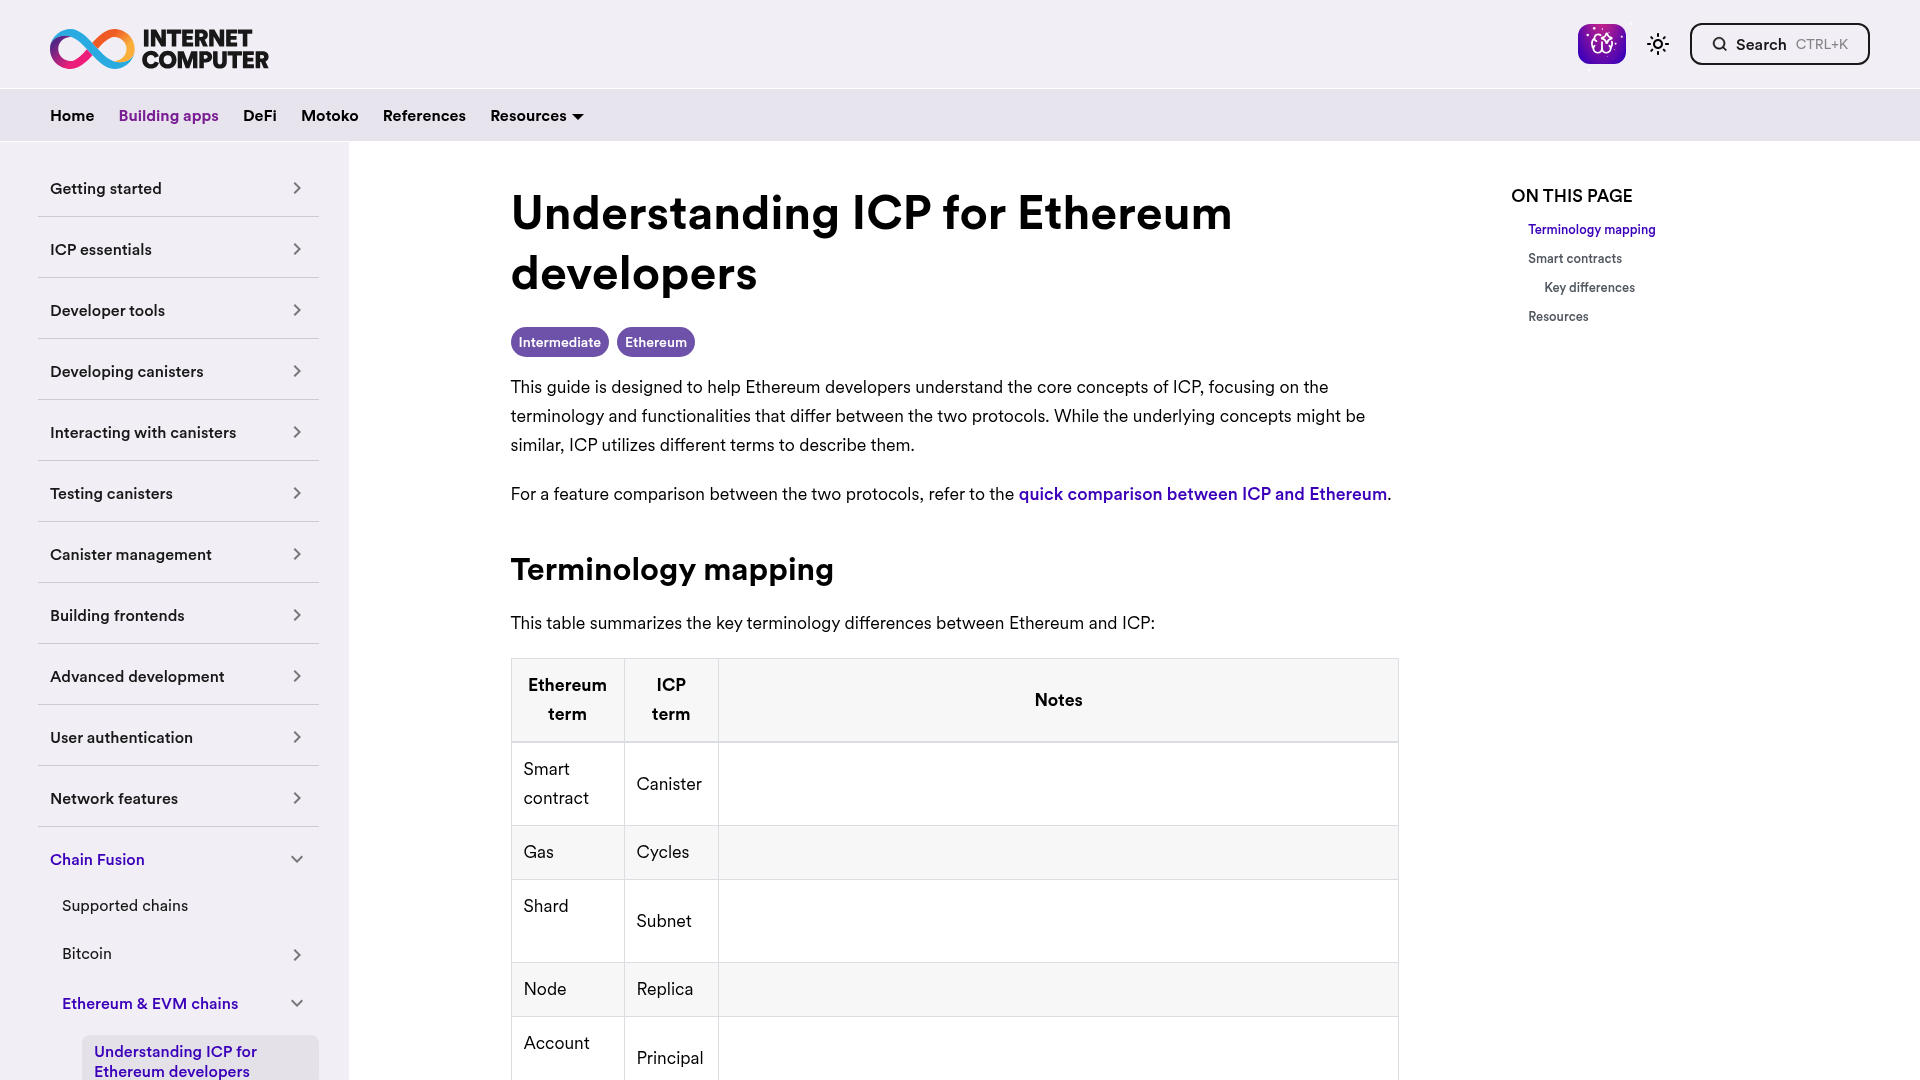 INTERNET
COMPUTER
Search CTRL+K
Home Building apps DeFi Motoko References Resources
Getting started
ICP essentials
Developer tools
Developing canisters
Interacting with canisters
Testing canisters
Canister management
Building frontends
Advanced development
User authentication
Network features
Chain Fusion
Supported chains
Bitcoin
Ethereum & EVM chains
Understanding ICP for
Ethereum developers
Understanding ICP for Ethereum
developers
Intermediate Ethereum
This guide is designed to help Ethereum developers understand the core concepts of ICP, focusing on the
terminology and functionalities that differ between the two protocols. While the underlying concepts might be
similar, ICP utilizes different terms to describe them.
For a feature comparison between the two protocols, refer to the quick comparison between ICP and Ethereum.
Terminology mapping
This table summarizes the key terminology differences between Ethereum and ICP:
Ethereum term ICP term Notes
Smart contract Canister
Gas Cycles
Shard Subnet
Node Replica
Account Principal
ON THIS PAGE
Terminology mapping
Smart contracts
Key differences
Resources